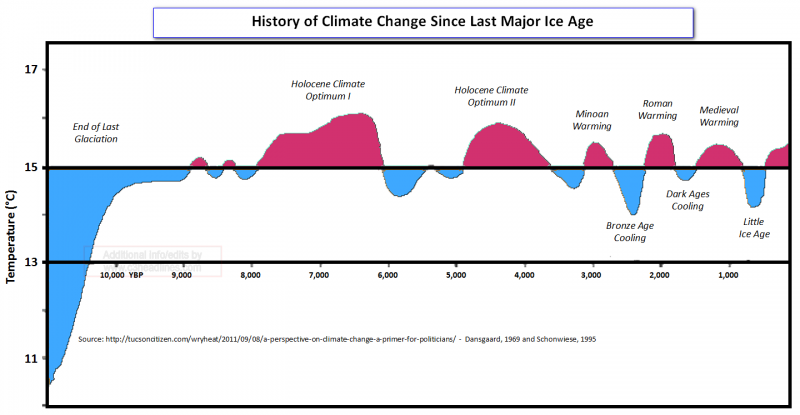 History of Climate Change Since Last Major Ice Age
17
Holocene Climate
Optimum I
Holocene Climate
Optimum II
End of Last
Glaciation
Minoan
Warming
Roman
Warming
Medieval
Warming
15
Temperature (°C)
Dark Ages
Cooling
Bronze Age
Cooling
Little
Ice Age
Additional info/edits by
13
10,000 YBP 9,000 8,000 7,000 6,000 5,000 4,000 3,000 2,000 1,000
Source: http://tucsoncitizen.com/wryheat/2011/09/08/a-perspective-on-climate-change-a-primer-for-politicians/ - Dansgaard, 1969 and Schonwiese, 1995
11